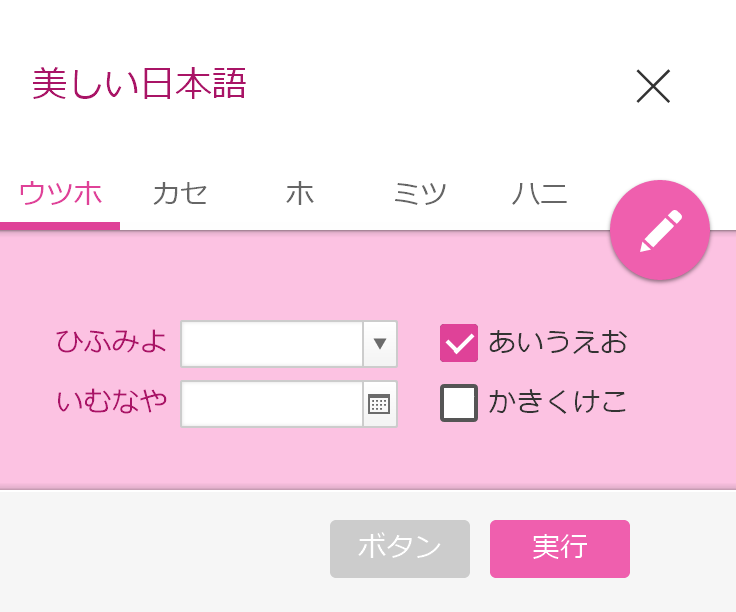 美しい日本語
ウツホ カセ ホ ミツ ハニ
ひふみよ あいうえお
いむなや かきくけこ
ボタン 実行